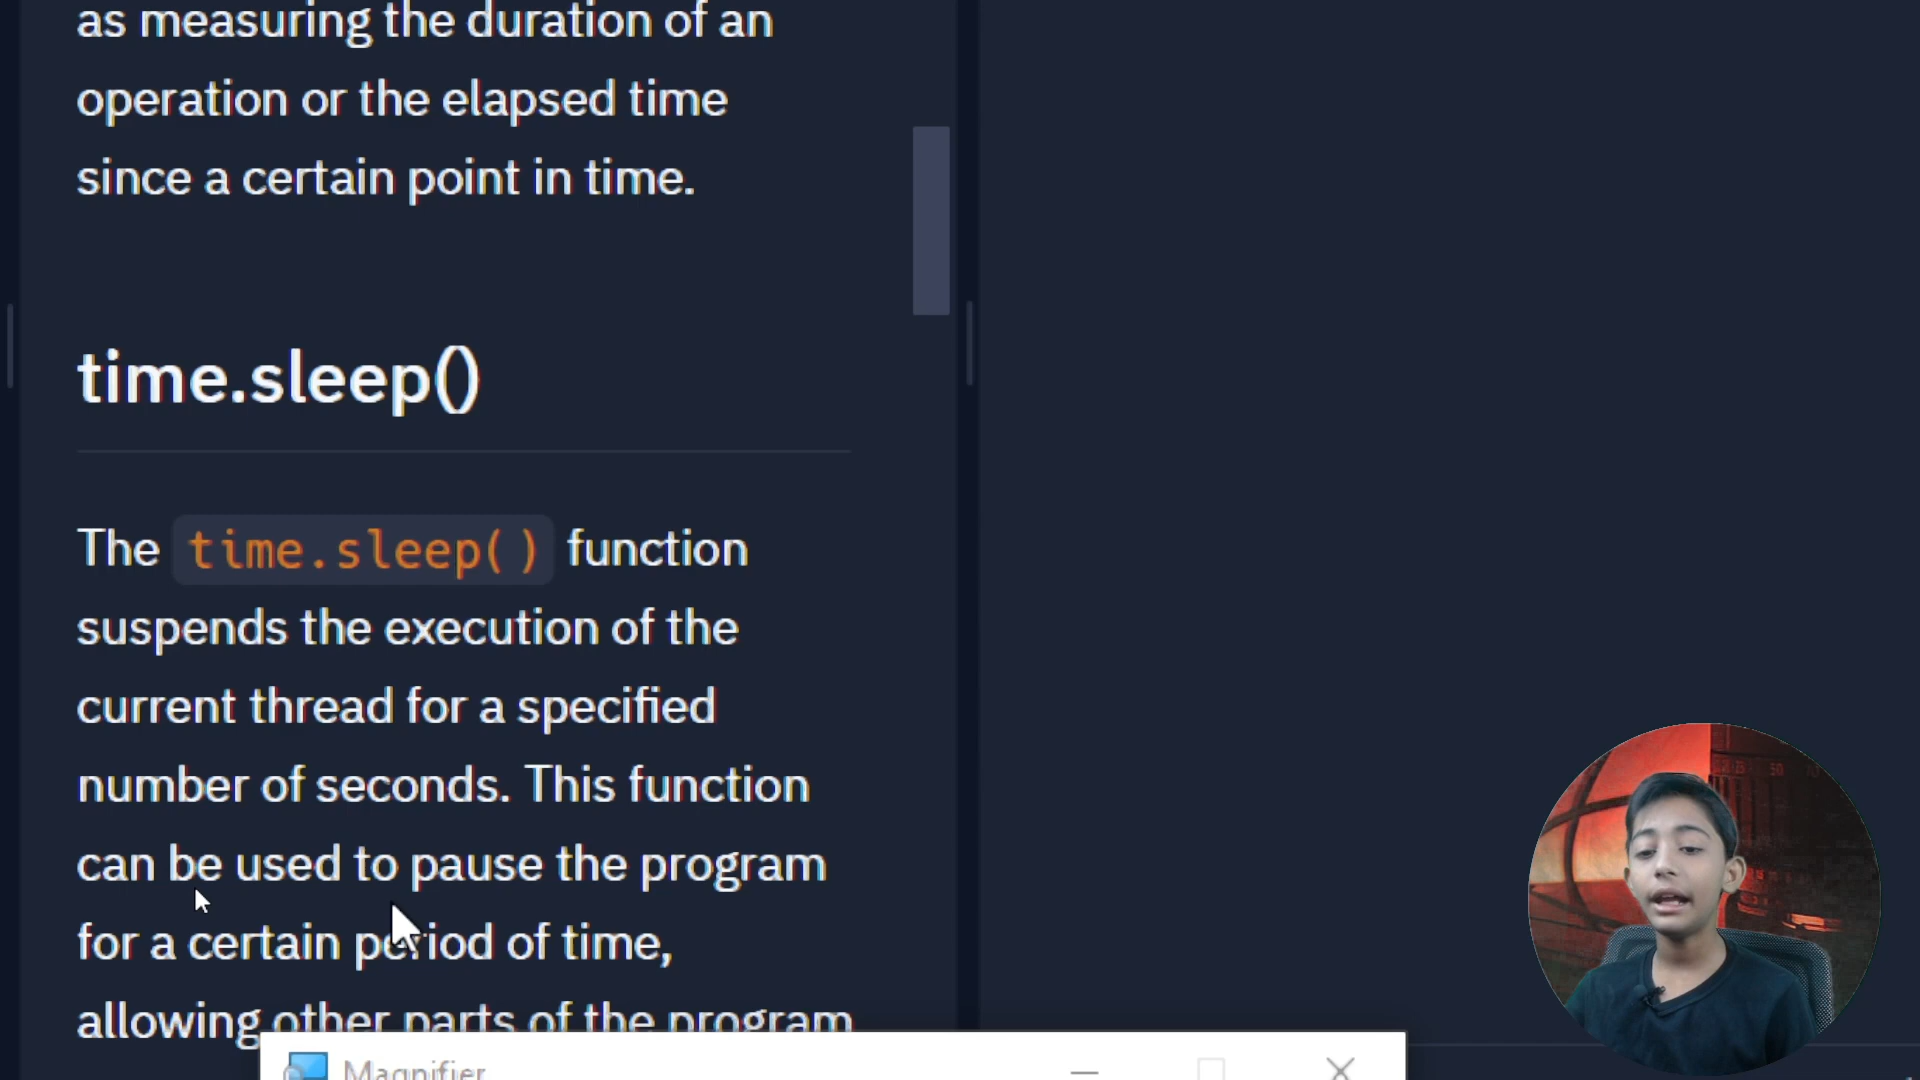 as measuring the duration of an
operation or the elapsed time
since a certain point in time.
time.sleep()
The time.sleep() function
suspends the execution of the
current thread for a specified
number of seconds. This function
can be used to pause the program
for a certain period of time,
allowing other parts of the program
Magnifier
50